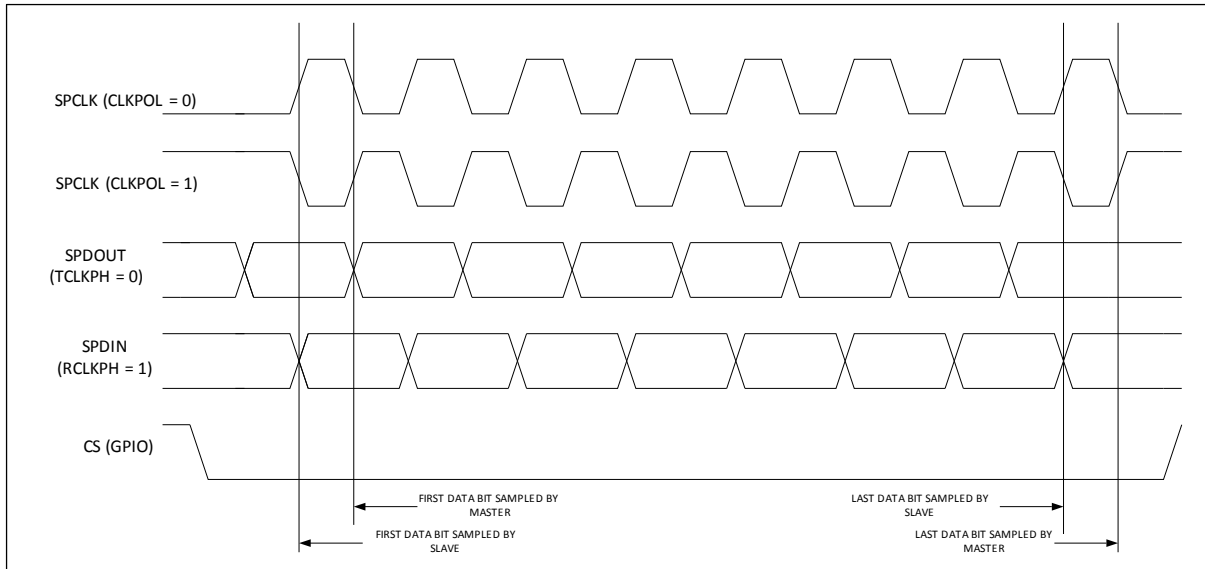 SPCLK (CLKPOL = 0)
SPCLK (CLKPOL = 1)
SPDOUT
(TCLKPH = 0)
SPDIN
(RCLKPH = 1)
CS (GPIO)
FIRST DATA BIT SAMPLED BY
MASTER
LAST DATA BIT SAMPLED BY
SLAVE
FIRST DATA BIT SAMPLED BY
SLAVE
LAST DATA BIT SAMPLED BY
MASTER